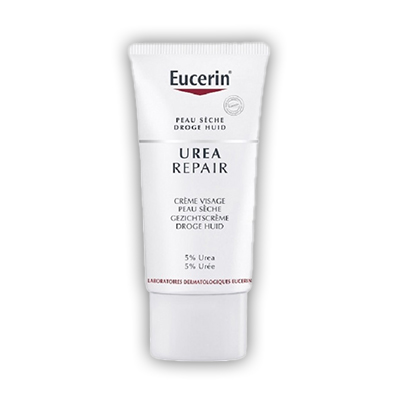 Eucerin®
PEAU SÈCHE
DROGE HUID
UREA
REPAIR
CRÈME VISAGE
PEAU SÈCHE
GEZICHTSCRÈME
DROGE HUID
5% Urea
5% Urée
LABORATOIRES DERMATOLOGIQUES EUCERIN